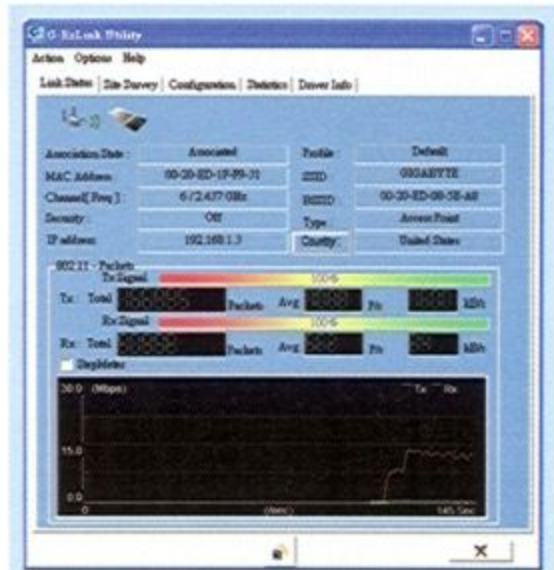 G-ExLink Utility
Action Options Help
Link Status Site Survey Configuration Statistics Driver Info
Association State : Associated Profile : Default
MAC Address : 00-20-ED-1F-F9-31 SSID GIGABYTE
Channel[ Freq ] : 6 / 2.437 GHz BSSID 00-20-ED-00-5E-A8
Security : Off Type Access Point
IP address 192.168.1.3 Country : United States
802.11 - Packets
Tx Signal 100%
Tx : Total Packets Avg P/s kB/s
Rx Signal 100%
Rx : Total Packets Avg P/s kB/s
30.0 (Mbps) Tx Rx
15.0
0.0
0 145 Sec